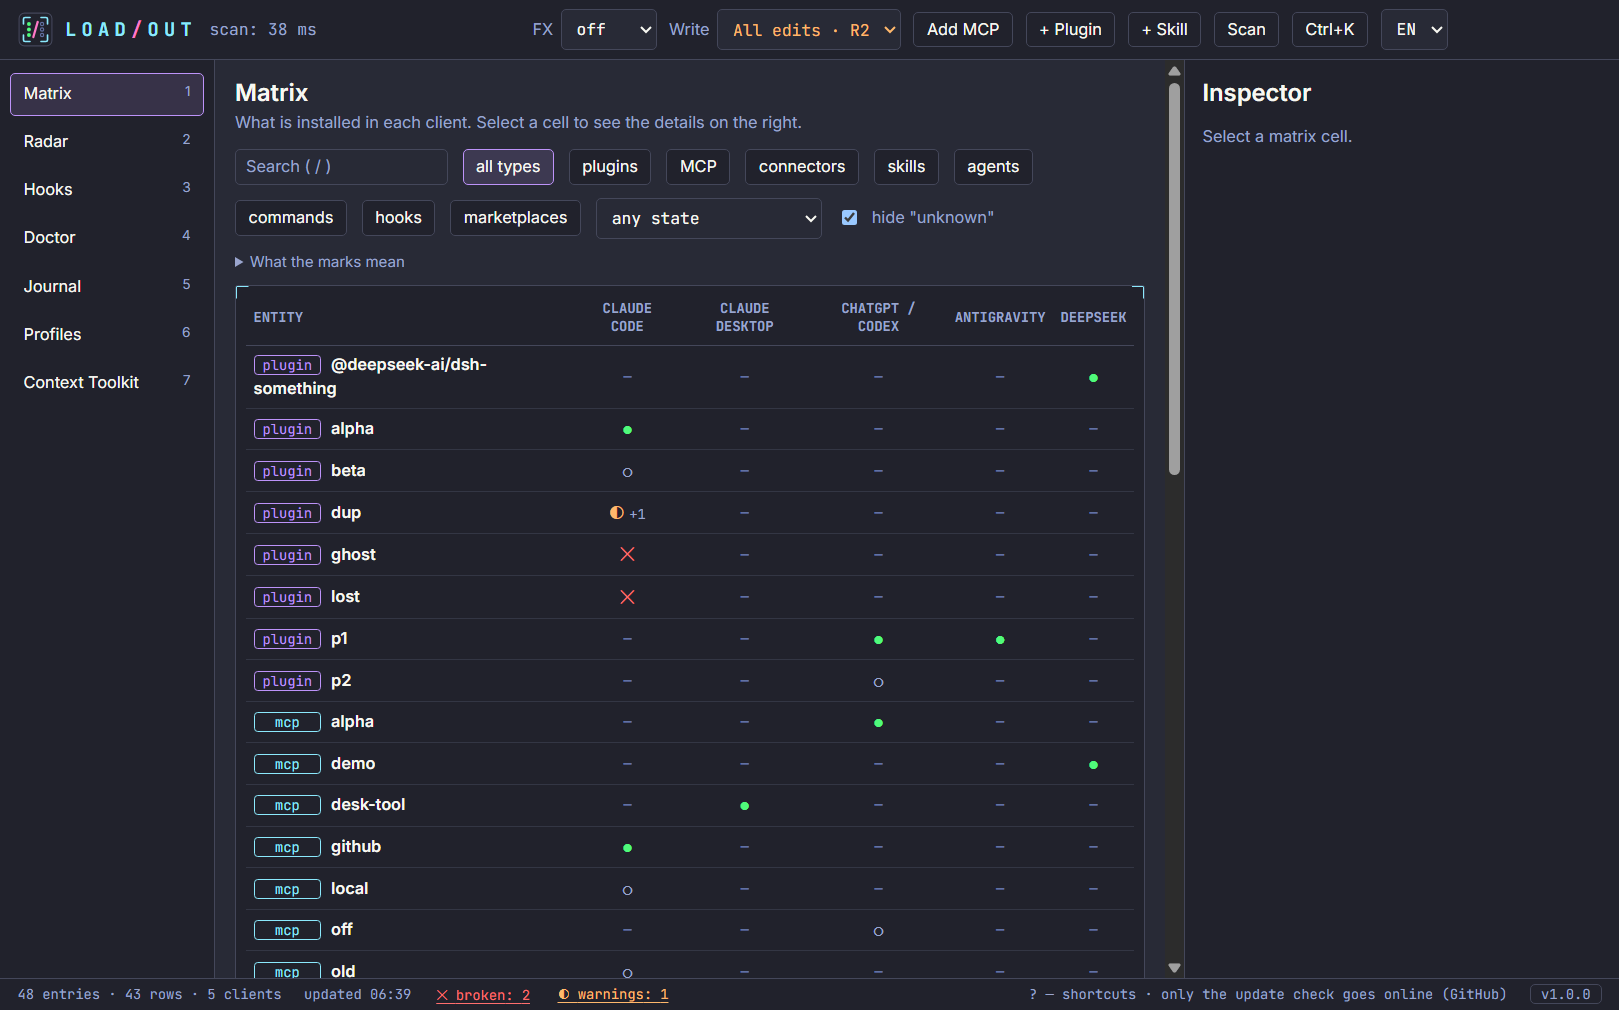 LOAD/OUT scan: 38 ms FX off Write All edits · R2 Add MCP + Plugin + Skill Scan Ctrl+K EN
Matrix 1
Radar 2
Hooks 3
Doctor 4
Journal 5
Profiles 6
Context Toolkit 7
Matrix
What is installed in each client. Select a cell to see the details on the right.
Search ( / ) all types plugins MCP connectors skills agents
commands hooks marketplaces any state hide "unknown"
What the marks mean
ENTITY CLAUDE CODE CLAUDE DESKTOP CHATGPT / CODEX ANTIGRAVITY DEEPSEEK
plugin @deepseek-ai/dsh-
something – – – – ●
plugin alpha ● – – – –
plugin beta ○ – – – –
plugin dup ◐ +1 – – – –
plugin ghost ✕ – – – –
plugin lost ✕ – – – –
plugin p1 – – ● ● –
plugin p2 – – ○ – –
mcp alpha – – ● – –
mcp demo – – – – ●
mcp desk-tool – ● – – –
mcp github ● – – – –
mcp local ○ – – – –
mcp off – – ○ – –
mcp old ○ – – – –
Inspector
Select a matrix cell.
48 entries · 43 rows · 5 clients updated 06:39 ✕ broken: 2 ◐ warnings: 1 ? — shortcuts · only the update check goes online (GitHub) v1.0.0